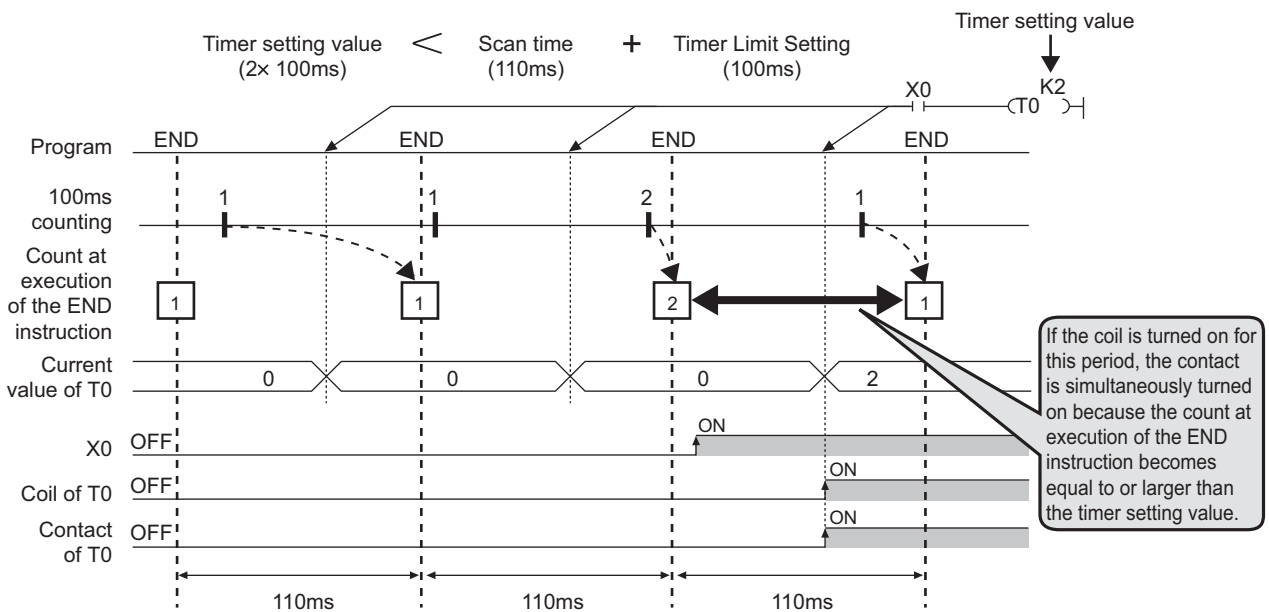 Timer setting value
Timer setting value < Scan time + Timer Limit Setting
(2× 100ms) (110ms) (100ms)
K2
X0
T0
Program END END END END
100ms
counting
1 1 2 1
Count at
execution
of the END
instruction
1 1 2 1
If the coil is turned on for
this period, the contact
is simultaneously turned
on because the count at
execution of the END
instruction becomes
equal to or larger than
the timer setting value.
Current
value of T0
0 0 0 2
X0 OFF ON
Coil of T0 OFF ON
Contact
of T0
OFF ON
110ms 110ms 110ms